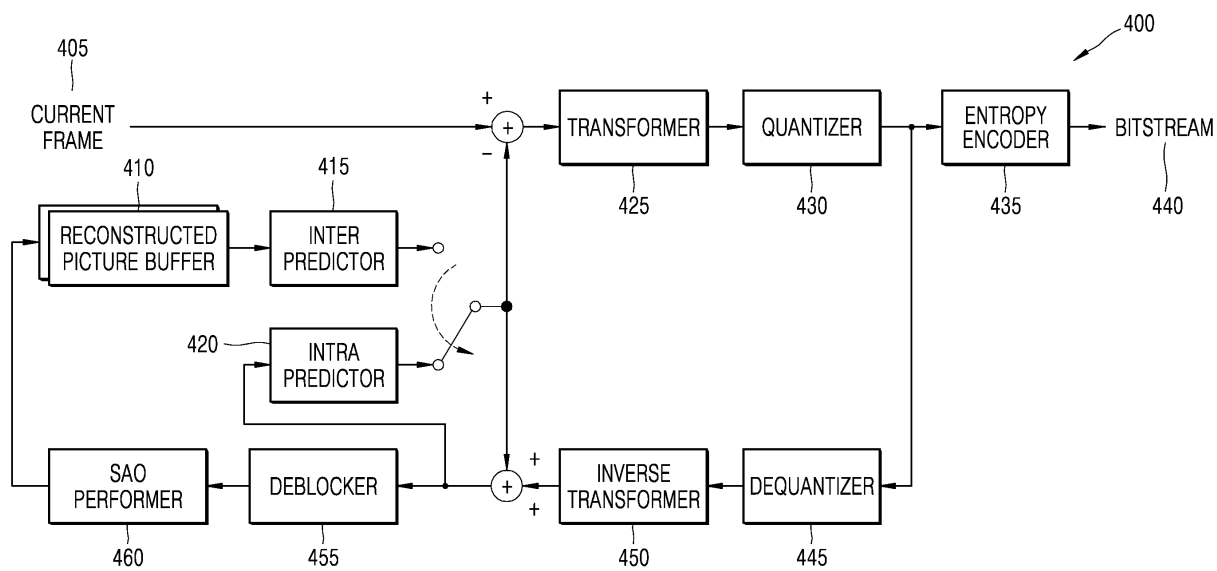 400
405
CURRENT
FRAME
+
+
−
TRANSFORMER
425
QUANTIZER
430
ENTROPY
ENCODER
435
BITSTREAM
440
410
RECONSTRUCTED
PICTURE BUFFER
415
INTER
PREDICTOR
420
INTRA
PREDICTOR
SAO
PERFORMER
460
DEBLOCKER
455
+
+
+
INVERSE
TRANSFORMER
450
DEQUANTIZER
445